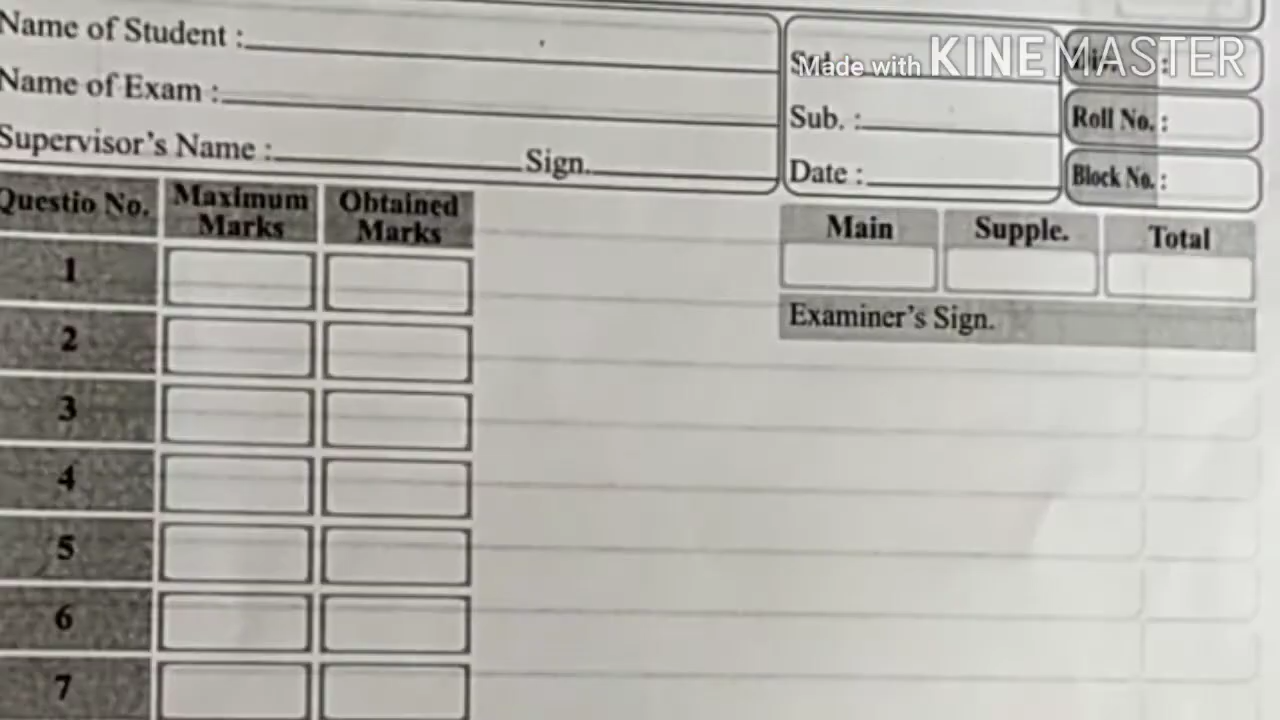 Name of Student :
Name of Exam :
Supervisor's Name : Sign.
Made with KINEMASTER
Sub. :
Date :
Roll No. :
Block No. :
Questio No. Maximum Marks Obtained Marks
1
2
3
4
5
6
7
Main Supple. Total
Examiner's Sign.